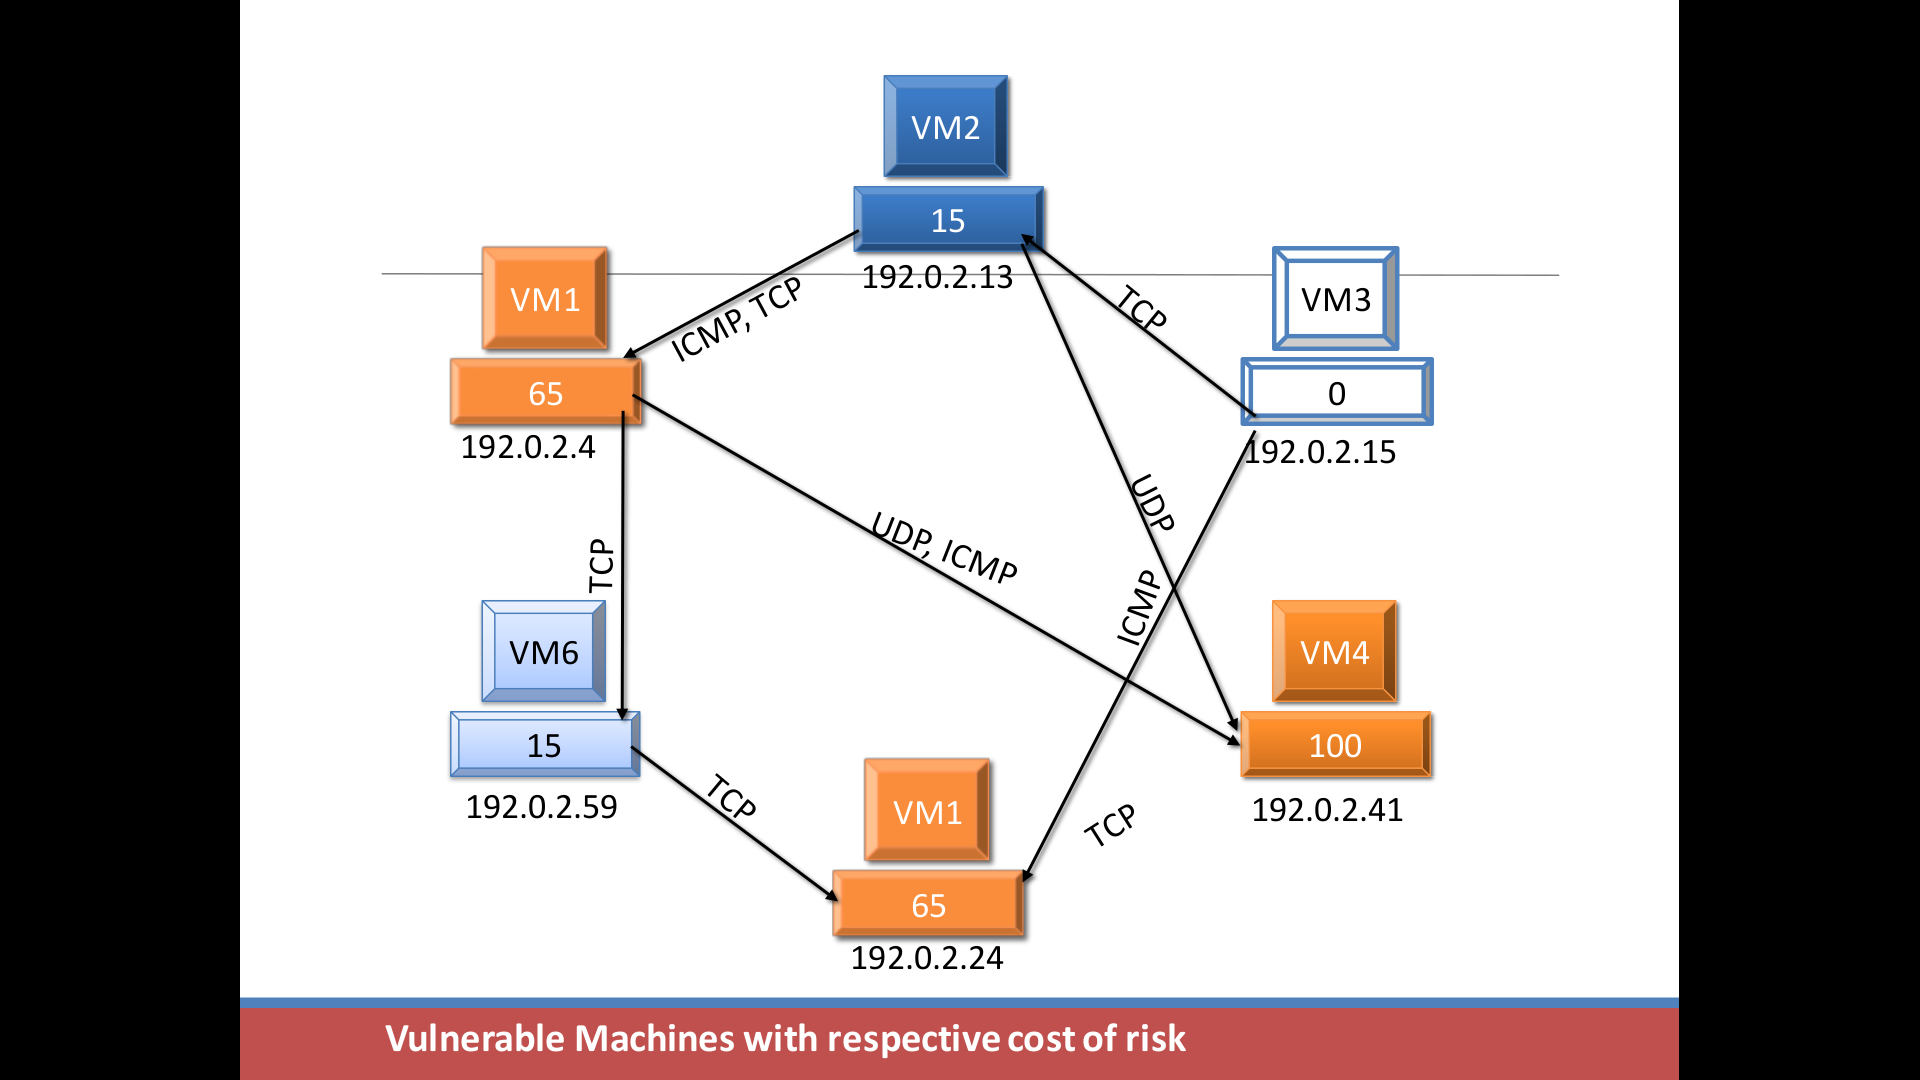 VM2
15
192.0.2.13
VM1
65
192.0.2.4
VM3
0
192.0.2.15
ICMP, TCP
TCP
UDP
UDP, ICMP
TCP
ICMP
VM6
15
192.0.2.59
VM4
100
192.0.2.41
TCP
TCP
VM1
65
192.0.2.24
Vulnerable Machines with respective cost of risk